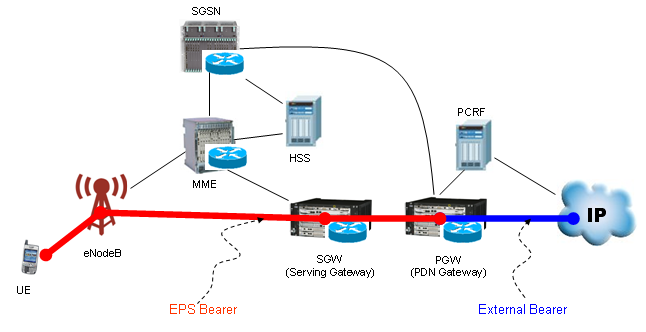 SGSN
PCRF
HSS
MME
IP
eNodeB
SGW
(Serving Gateway)
PGW
(PDN Gateway)
UE
EPS Bearer
External Bearer